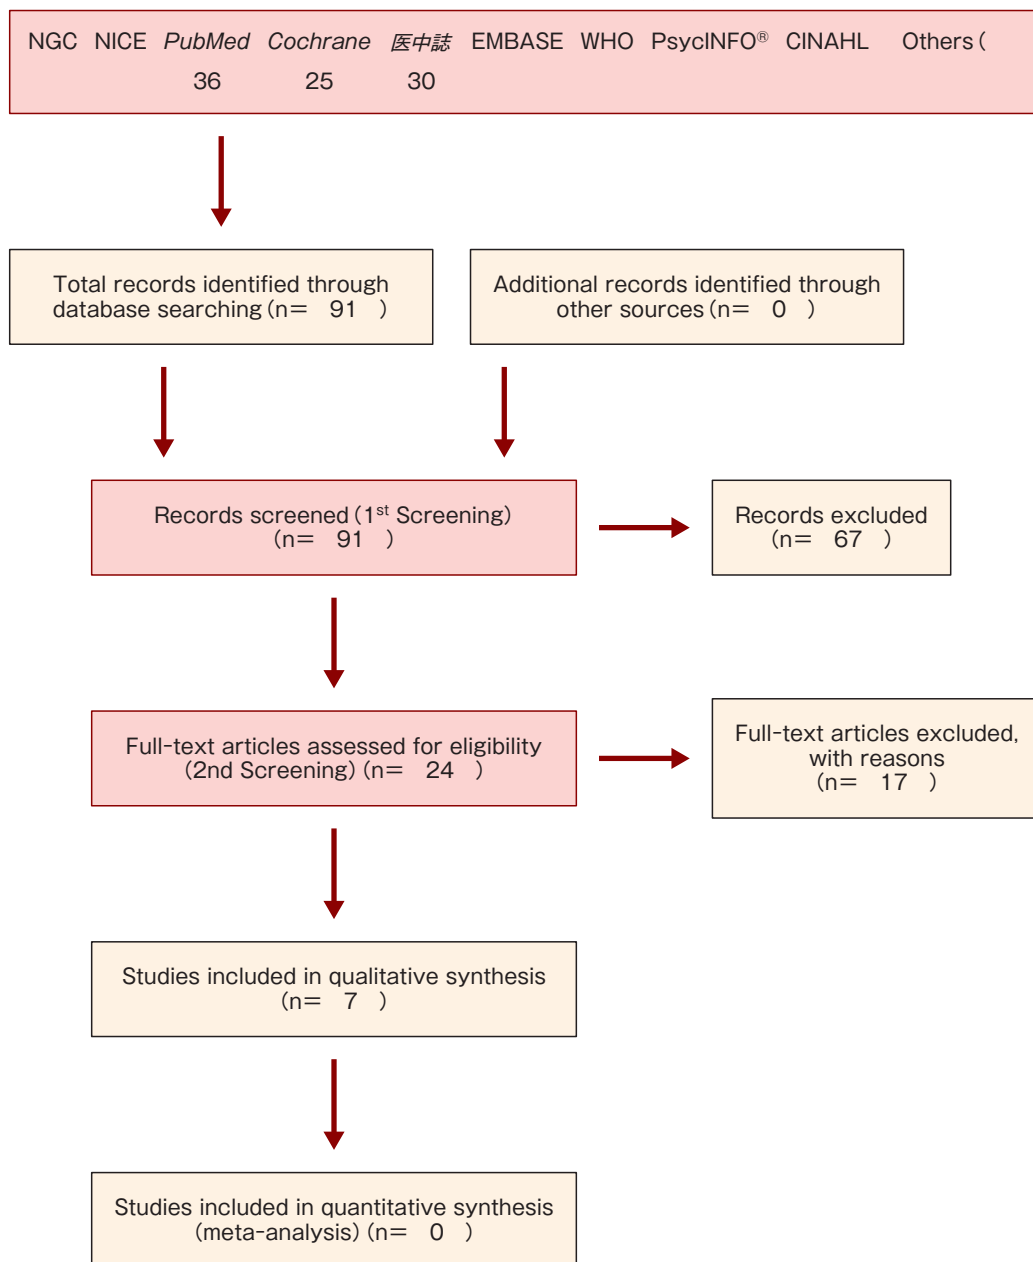 NGC NICE PubMed Cochrane 医中誌 EMBASE WHO PsycINFO® CINAHL Others (
36 25 30
Total records identified through
database searching (n= 91 )
Additional records identified through
other sources (n= 0 )
Records screened (1st Screening)
(n= 91 )
Records excluded
(n= 67 )
Full-text articles assessed for eligibility
(2nd Screening) (n= 24 )
Full-text articles excluded,
with reasons
(n= 17 )
Studies included in qualitative synthesis
(n= 7 )
Studies included in quantitative synthesis
(meta-analysis) (n= 0 )